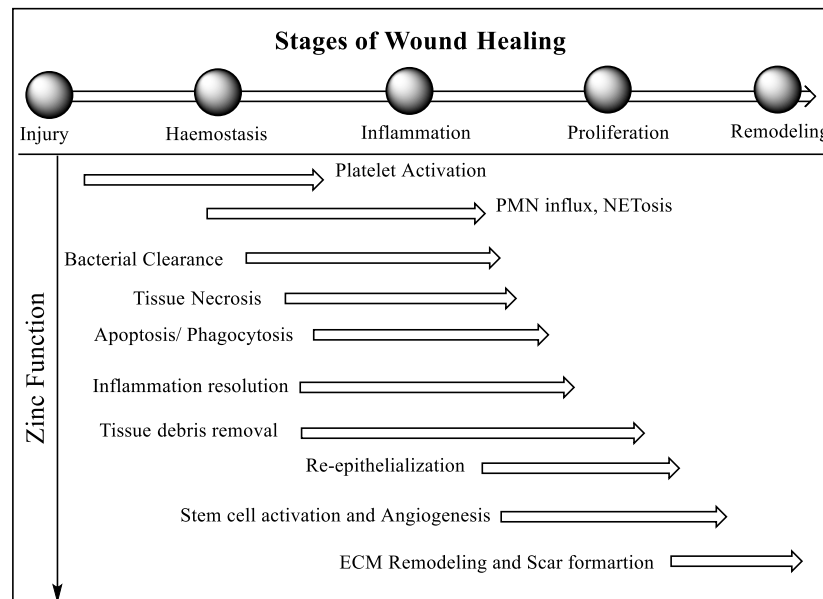 Stages of Wound Healing
Injury
Haemostasis
Inflammation
Proliferation
Remodeling
Zinc Function
Platelet Activation
PMN influx, NETosis
Bacterial Clearance
Tissue Necrosis
Apoptosis/ Phagocytosis
Inflammation resolution
Tissue debris removal
Re-epithelialization
Stem cell activation and Angiogenesis
ECM Remodeling and Scar formartion